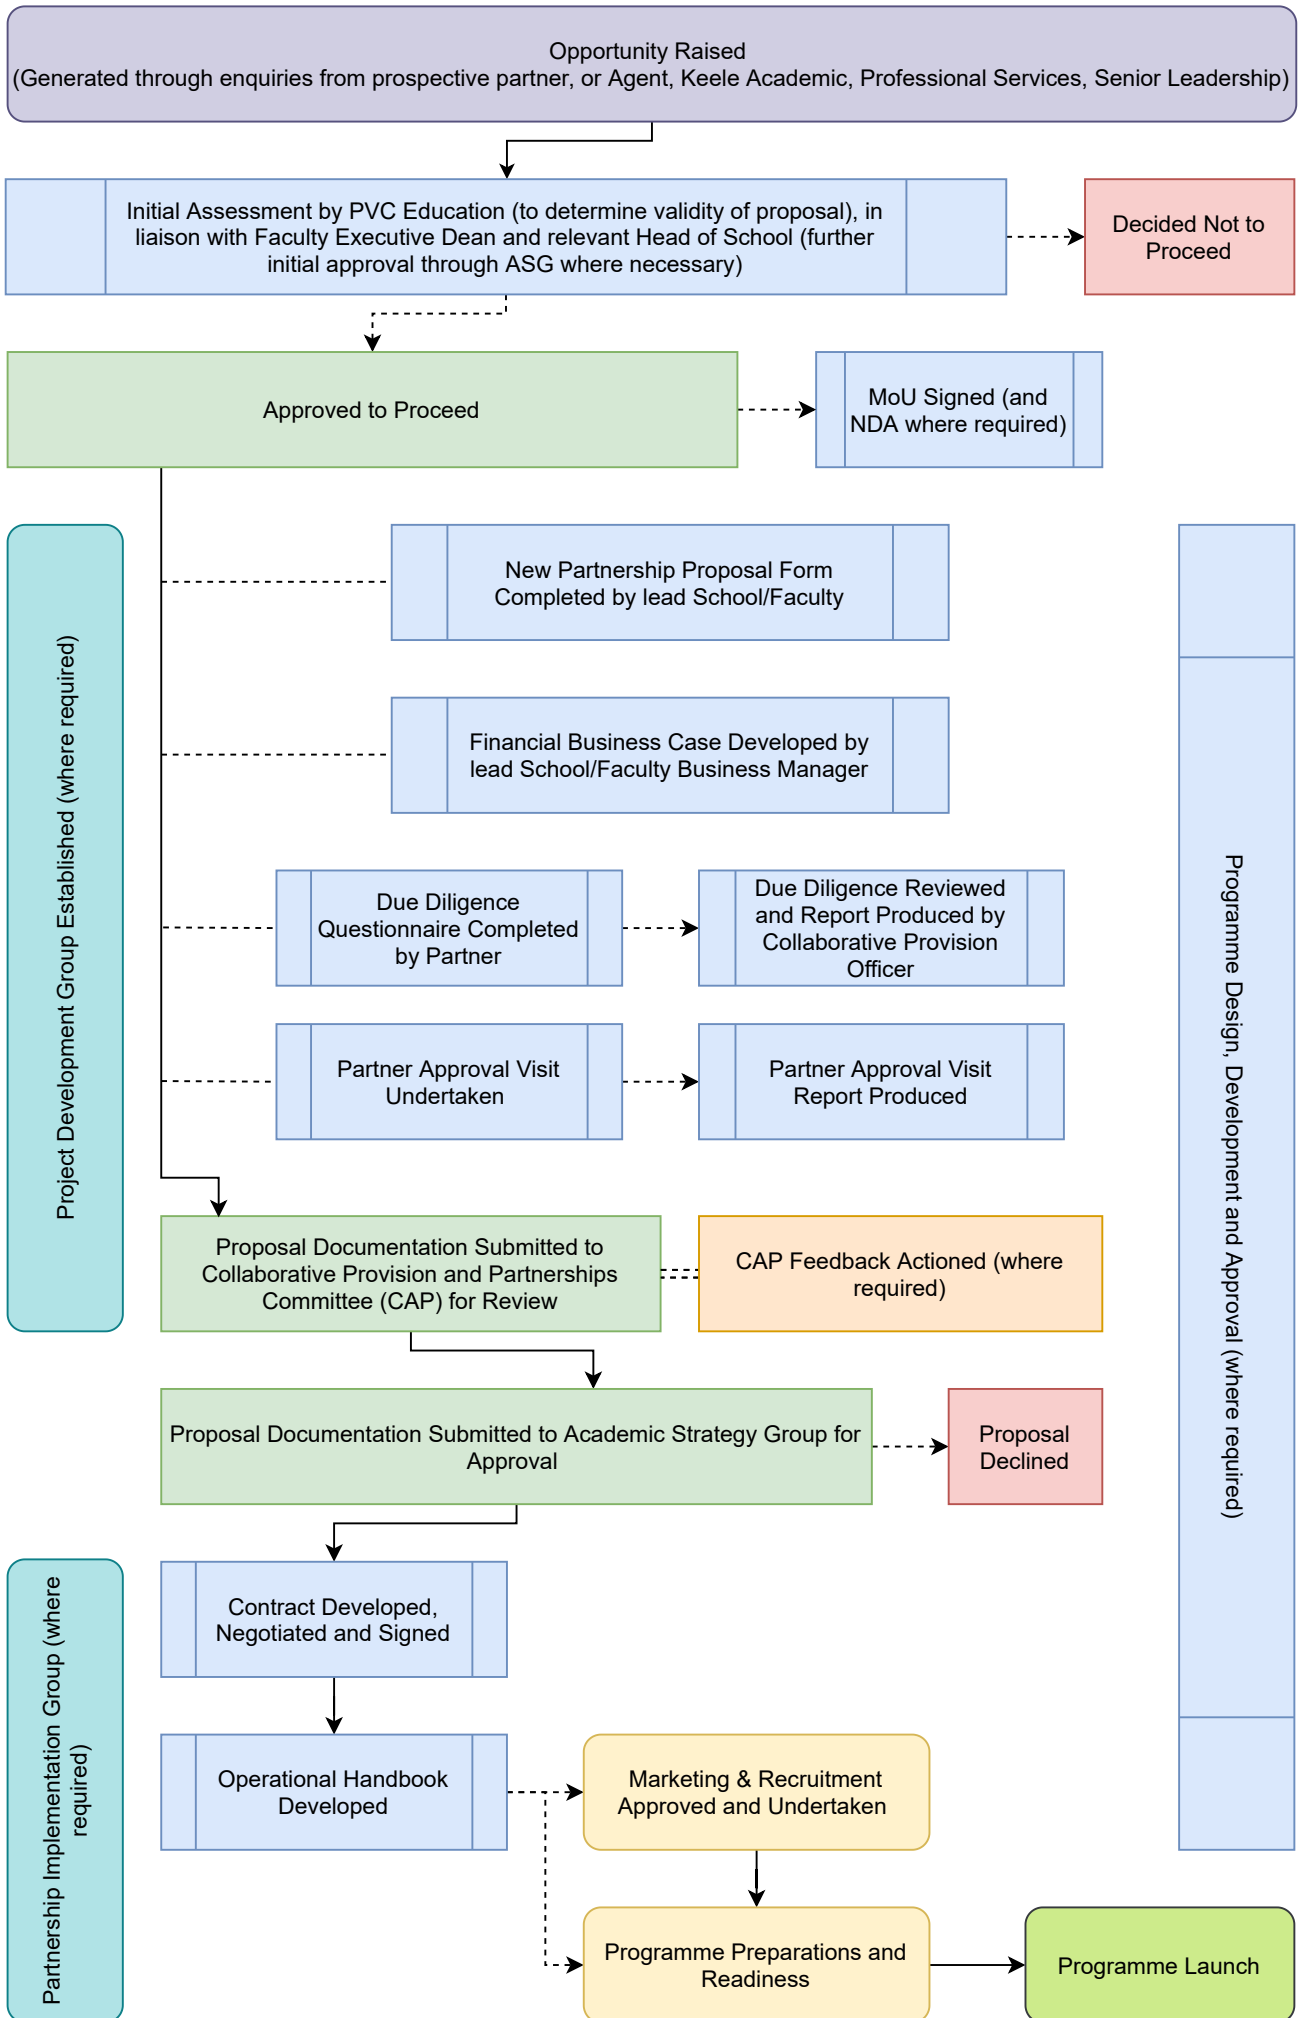 Opportunity Raised
(Generated through enquiries from prospective partner, or Agent, Keele Academic, Professional Services, Senior Leadership)
Initial Assessment by PVC Education (to determine validity of proposal), in
liaison with Faculty Executive Dean and relevant Head of School (further
initial approval through ASG where necessary)
Decided Not to
Proceed
Approved to Proceed
MoU Signed (and
NDA where required)
Project Development Group Established (where required)
New Partnership Proposal Form
Completed by lead School/Faculty
Financial Business Case Developed by
lead School/Faculty Business Manager
Due Diligence
Questionnaire Completed
by Partner
Due Diligence Reviewed
and Report Produced by
Collaborative Provision
Officer
Partner Approval Visit
Undertaken
Partner Approval Visit
Report Produced
Programme Design, Development and Approval (where required)
Proposal Documentation Submitted to
Collaborative Provision and Partnerships
Committee (CAP) for Review
CAP Feedback Actioned (where
required)
Proposal Documentation Submitted to Academic Strategy Group for
Approval
Proposal
Declined
Partnership Implementation Group (where
required)
Contract Developed,
Negotiated and Signed
Operational Handbook
Developed
Marketing & Recruitment
Approved and Undertaken
Programme Preparations and
Readiness
Programme Launch